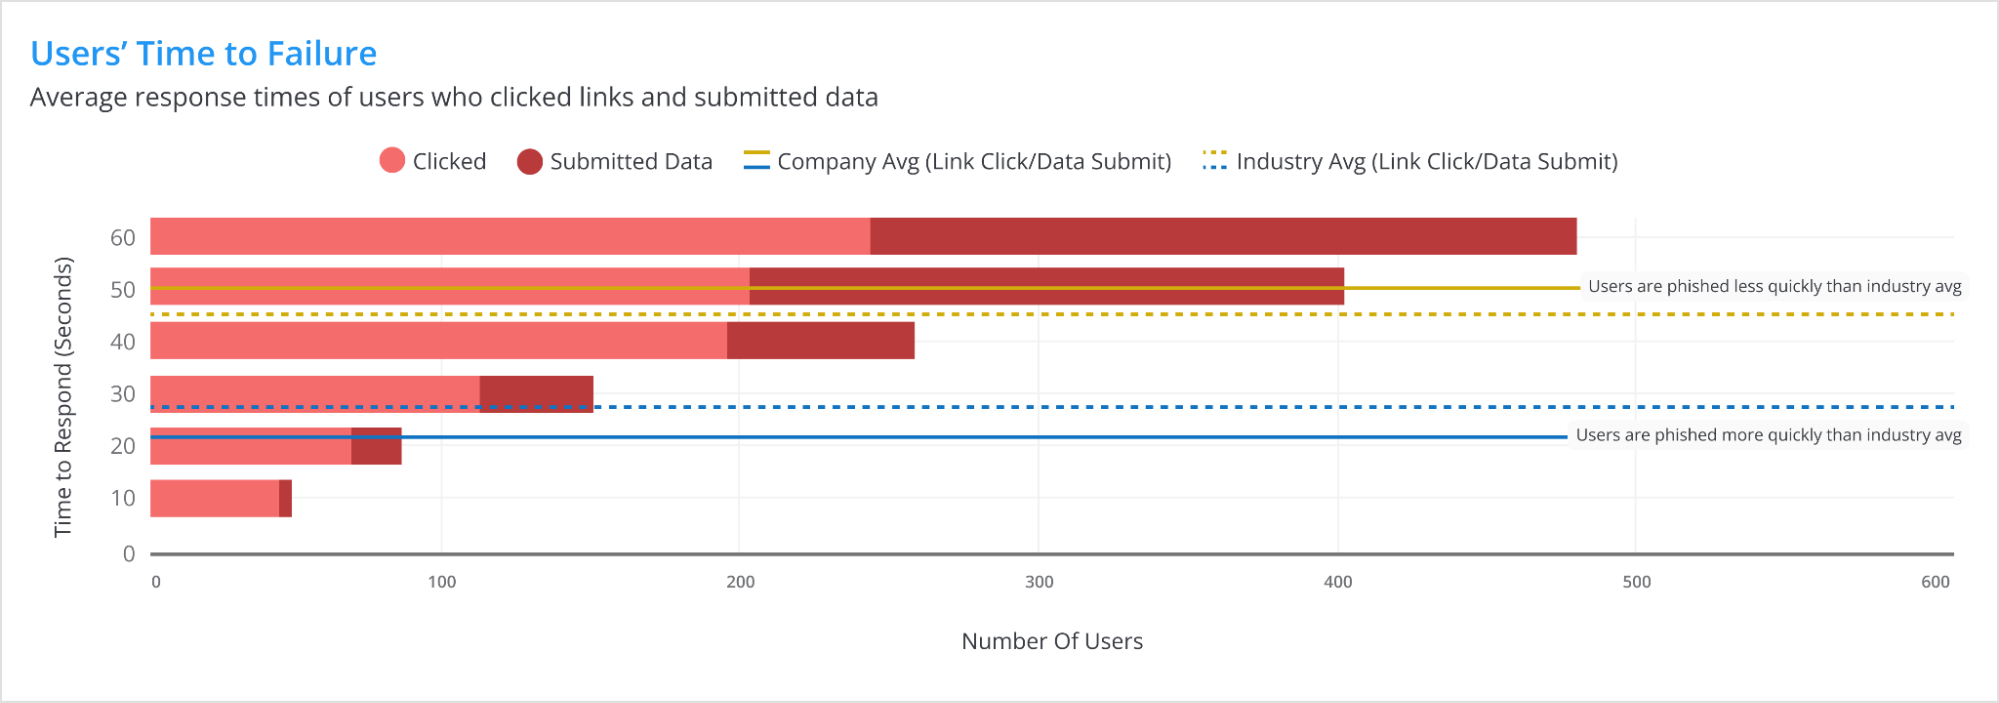 Users’ Time to Failure
Average response times of users who clicked links and submitted data
Clicked Submitted Data Company Avg (Link Click/Data Submit) Industry Avg (Link Click/Data Submit)
Time to Respond (Seconds)
60
50
Users are phished less quickly than industry avg
40
30
20
Users are phished more quickly than industry avg
10
0
0 100 200 300 400 500 600
Number Of Users